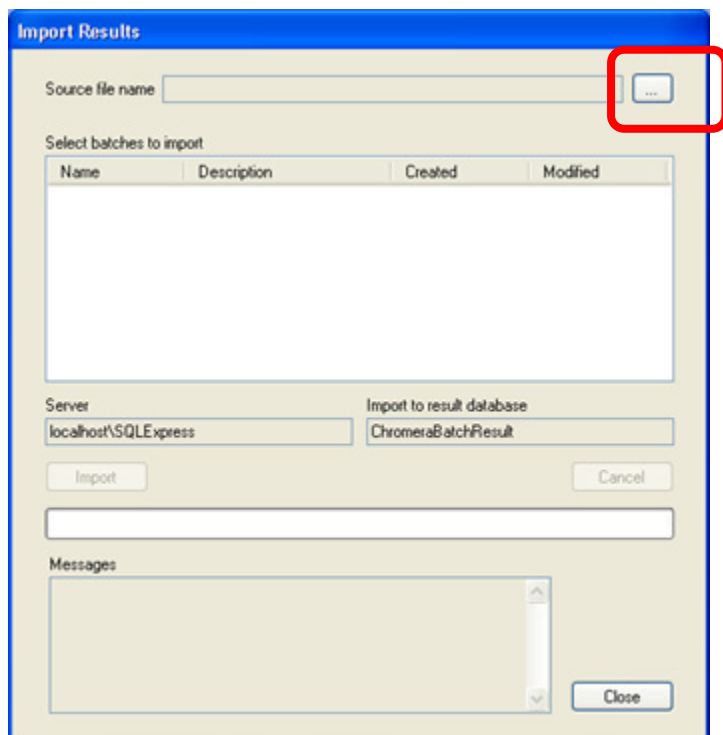 Import Results
Source file name ...
Select batches to import
Name Description Created Modified
Server Import to result database
localhost\SQLExpress ChromeraBatchResult
Import Cancel
Messages
Close